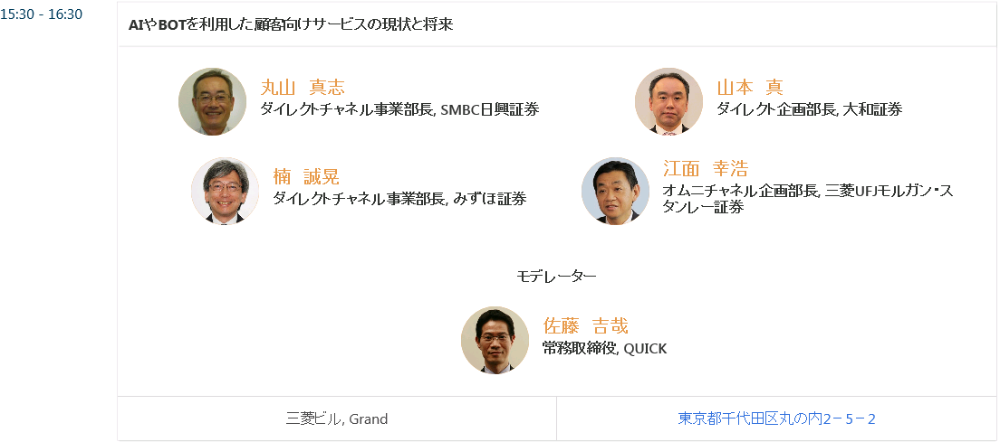 15:30 - 16:30
AIやBOTを利用した顧客向けサービスの現状と将来
丸山　真志
ダイレクトチャネル事業部長, SMBC日興証券
山本　真
ダイレクト企画部長, 大和証券
楠　誠晃
ダイレクトチャネル事業部長, みずほ証券
江面　幸浩
オムニチャネル企画部長, 三菱UFJモルガン・ス
タンレー証券
モデレーター
佐藤　吉哉
常務取締役, QUICK
三菱ビル, Grand
東京都千代田区丸の内2－5－2